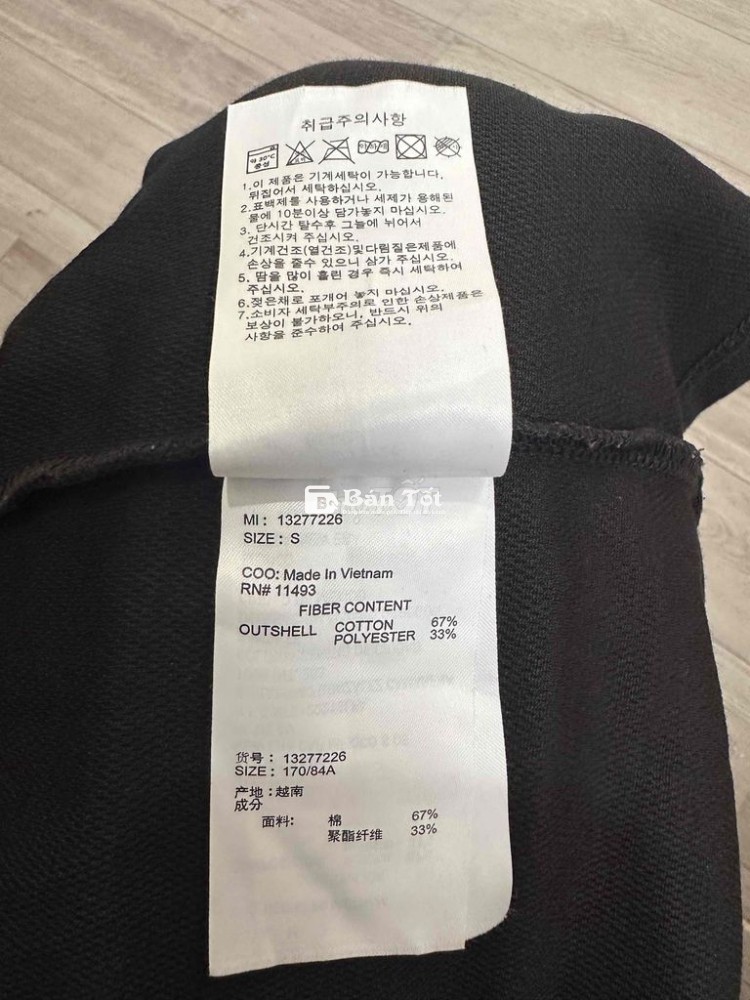 취급주의사항
약 30℃
중성
1.이 제품은 기계세탁이 가능합니다.
뒤집어서 세탁하십시오.
2.표백제를 사용하거나 세제가 용해된
물에 10분이상 담가놓지 마십시오.
3. 단시간 탈수후 그늘에 뉘어서
건조시켜 주십시오.
4.기계건조(열건조)및다림질은제품에
손상을 줄수 있으니 삼가 주십시오.
5. 땀을 많이 흘린 경우 즉시 세탁하여
주십시오.
6.젖은채로 포개어 놓지 마십시오.
7.소비자 세탁부주의로 인한 손상제품은
보상이 불가하오니, 반드시 위의
사항을 준수하여 주십시오.
Bán Tốt
MI: 13277226
SIZE: S
COO: Made In Vietnam
RN# 11493
FIBER CONTENT
OUTSHELL COTTON 67%
POLYESTER 33%
货号: 13277226
SIZE: 170/84A
产地:越南
成分
面料: 棉 67%
聚酯纤维 33%